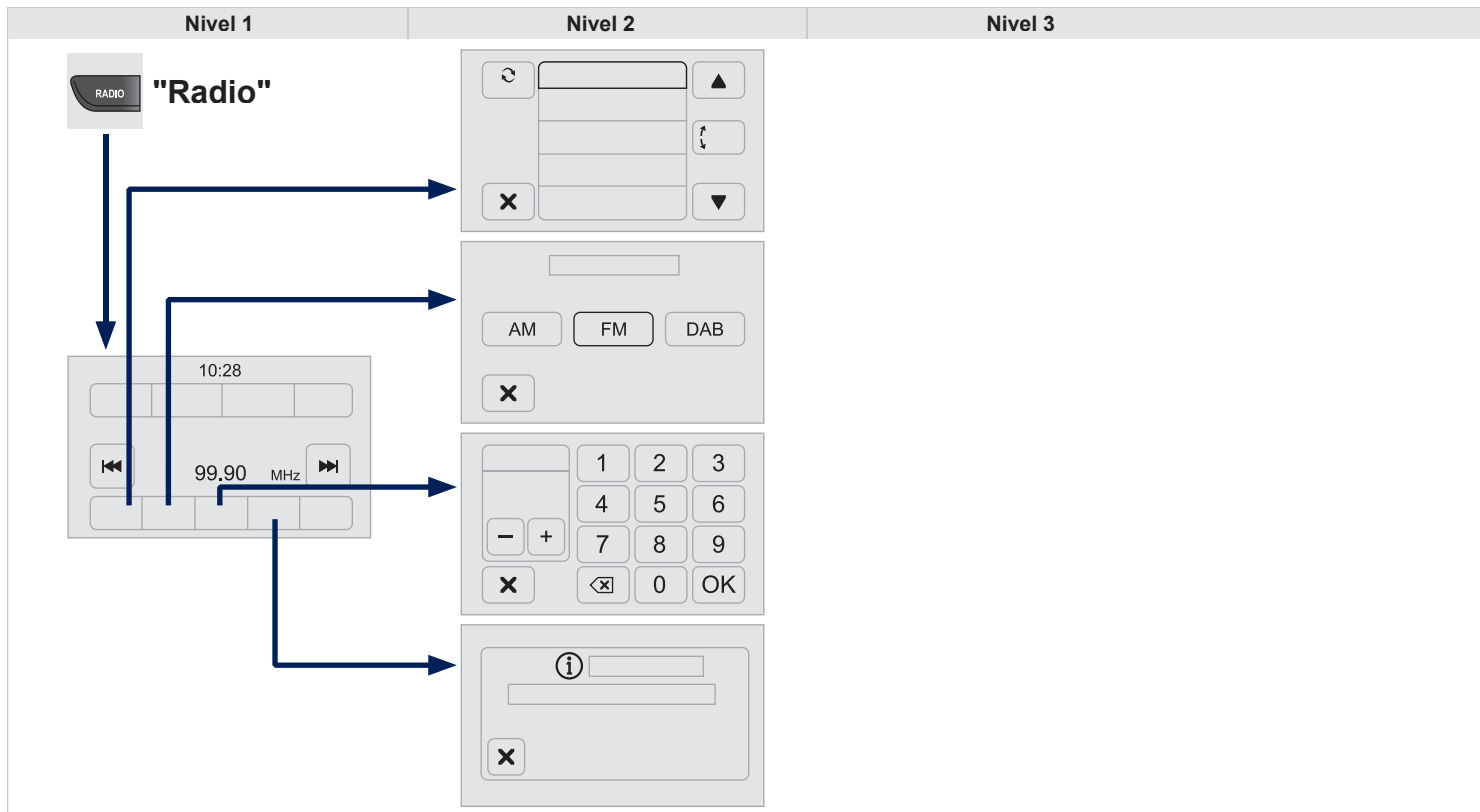 Nivel 1 Nivel 2 Nivel 3
RADIO "Radio"
AM FM DAB
10:28
99.90 MHz
1 2 3
4 5 6
- + 7 8 9
0 OK